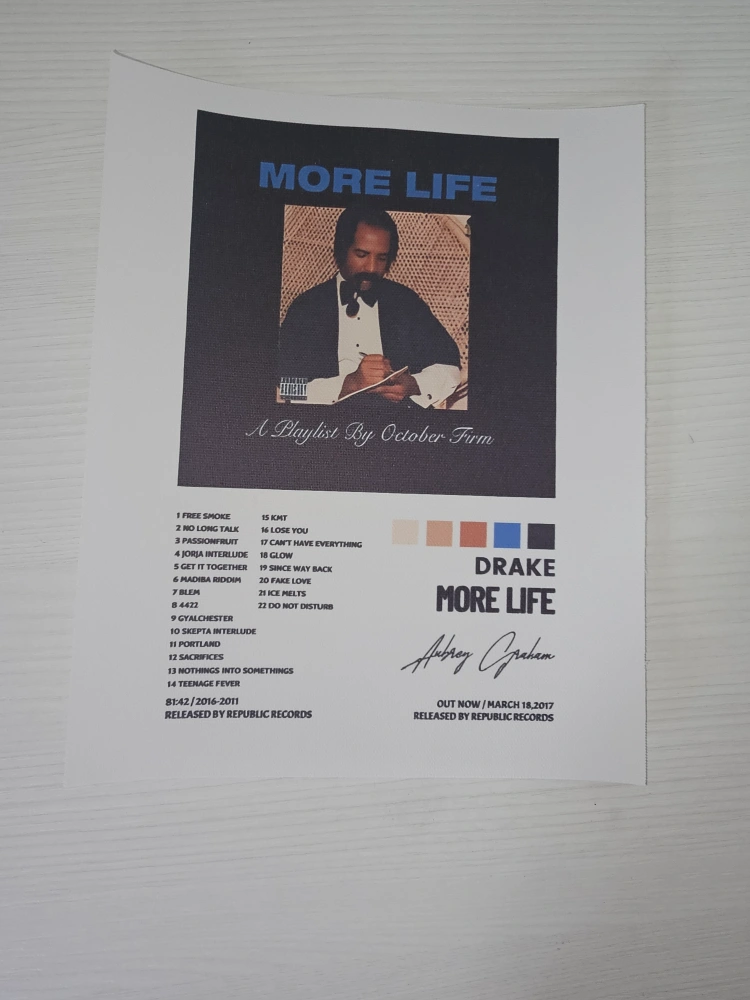 MORE LIFE
A Playlist By October Firm
1 FREE SMOKE
2 NO LONG TALK
3 PASSIONFRUIT
4 JORJA INTERLUDE
5 GET IT TOGETHER
6 MADIBA RIDDIM
7 BLEM
8 4422
9 GYALCHESTER
10 SKEPTA INTERLUDE
11 PORTLAND
12 SACRIFICES
13 NOTHINGS INTO SOMETHINGS
14 TEENAGE FEVER
15 KMT
16 LOSE YOU
17 CAN'T HAVE EVERYTHING
18 GLOW
19 SINCE WAY BACK
20 FAKE LOVE
21 ICE MELTS
22 DO NOT DISTURB
81:42 / 2016-2011
RELEASED BY REPUBLIC RECORDS
DRAKE
MORE LIFE
Aubrey Graham
OUT NOW / MARCH 18,2017
RELEASED BY REPUBLIC RECORDS